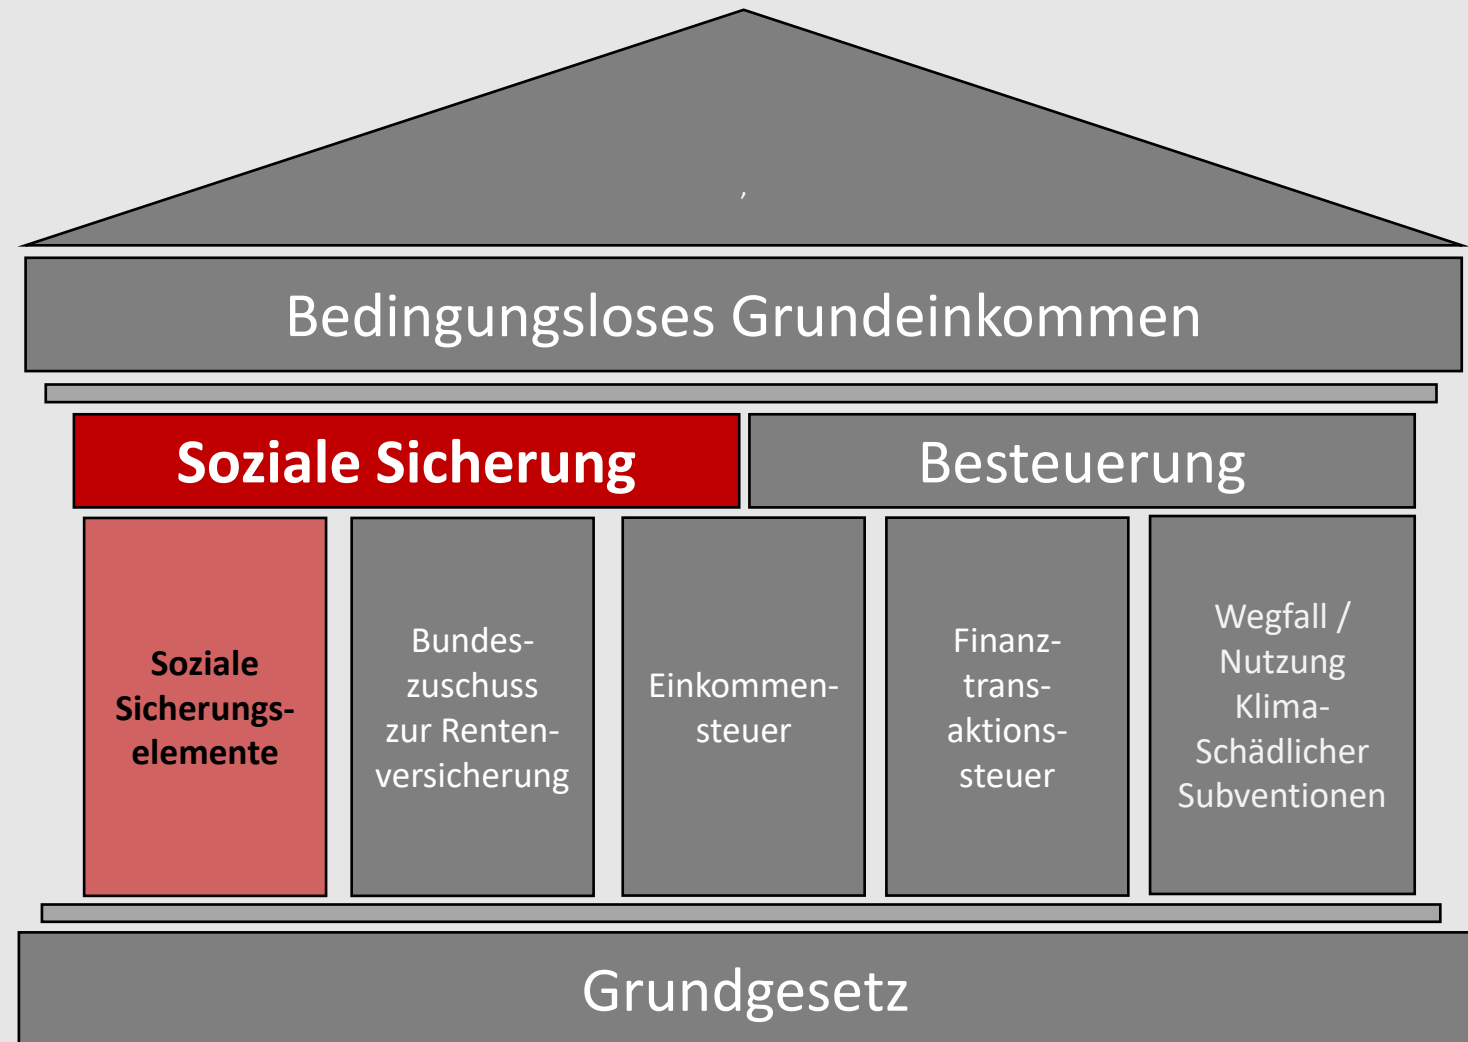 ,
Bedingungsloses Grundeinkommen
Soziale Sicherung
Besteuerung
Soziale
Sicherungs-
elemente
Bundes-
zuschuss
zur Renten-
versicherung
Einkommen-
steuer
Finanz-
trans-
aktions-
steuer
Wegfall /
Nutzung
Klima-
Schädlicher
Subventionen
Grundgesetz